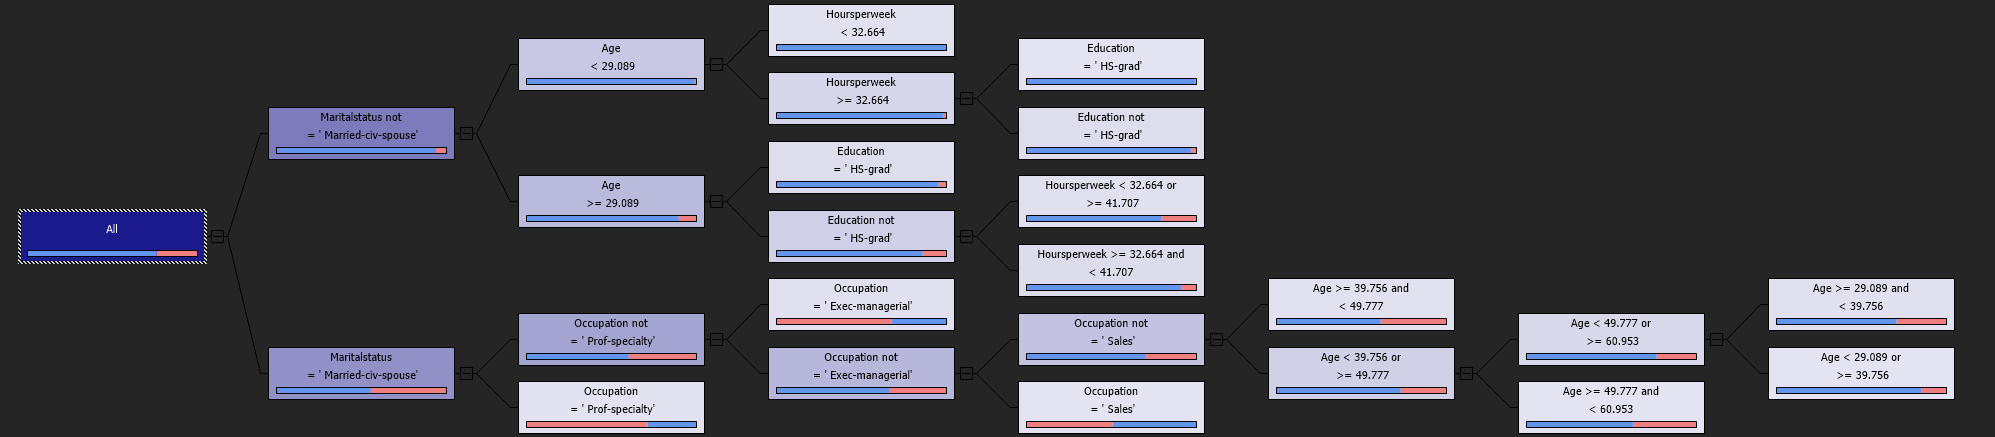 All
Maritalstatus not
= ' Married-civ-spouse'
Maritalstatus
= ' Married-civ-spouse'
Age
< 29.089
Age
>= 29.089
Occupation not
= ' Prof-specialty'
Occupation
= ' Prof-specialty'
Hoursperweek
< 32.664
Hoursperweek
>= 32.664
Education
= ' HS-grad'
Education not
= ' HS-grad'
Occupation
= ' Exec-managerial'
Occupation not
= ' Exec-managerial'
Education
= ' HS-grad'
Education not
= ' HS-grad'
Hoursperweek < 32.664 or
>= 41.707
Hoursperweek >= 32.664 and
< 41.707
Occupation not
= ' Sales'
Occupation
= ' Sales'
Age >= 39.756 and
< 49.777
Age < 39.756 or
>= 49.777
Age < 49.777 or
>= 60.953
Age >= 49.777 and
< 60.953
Age >= 29.089 and
< 39.756
Age < 29.089 or
>= 39.756